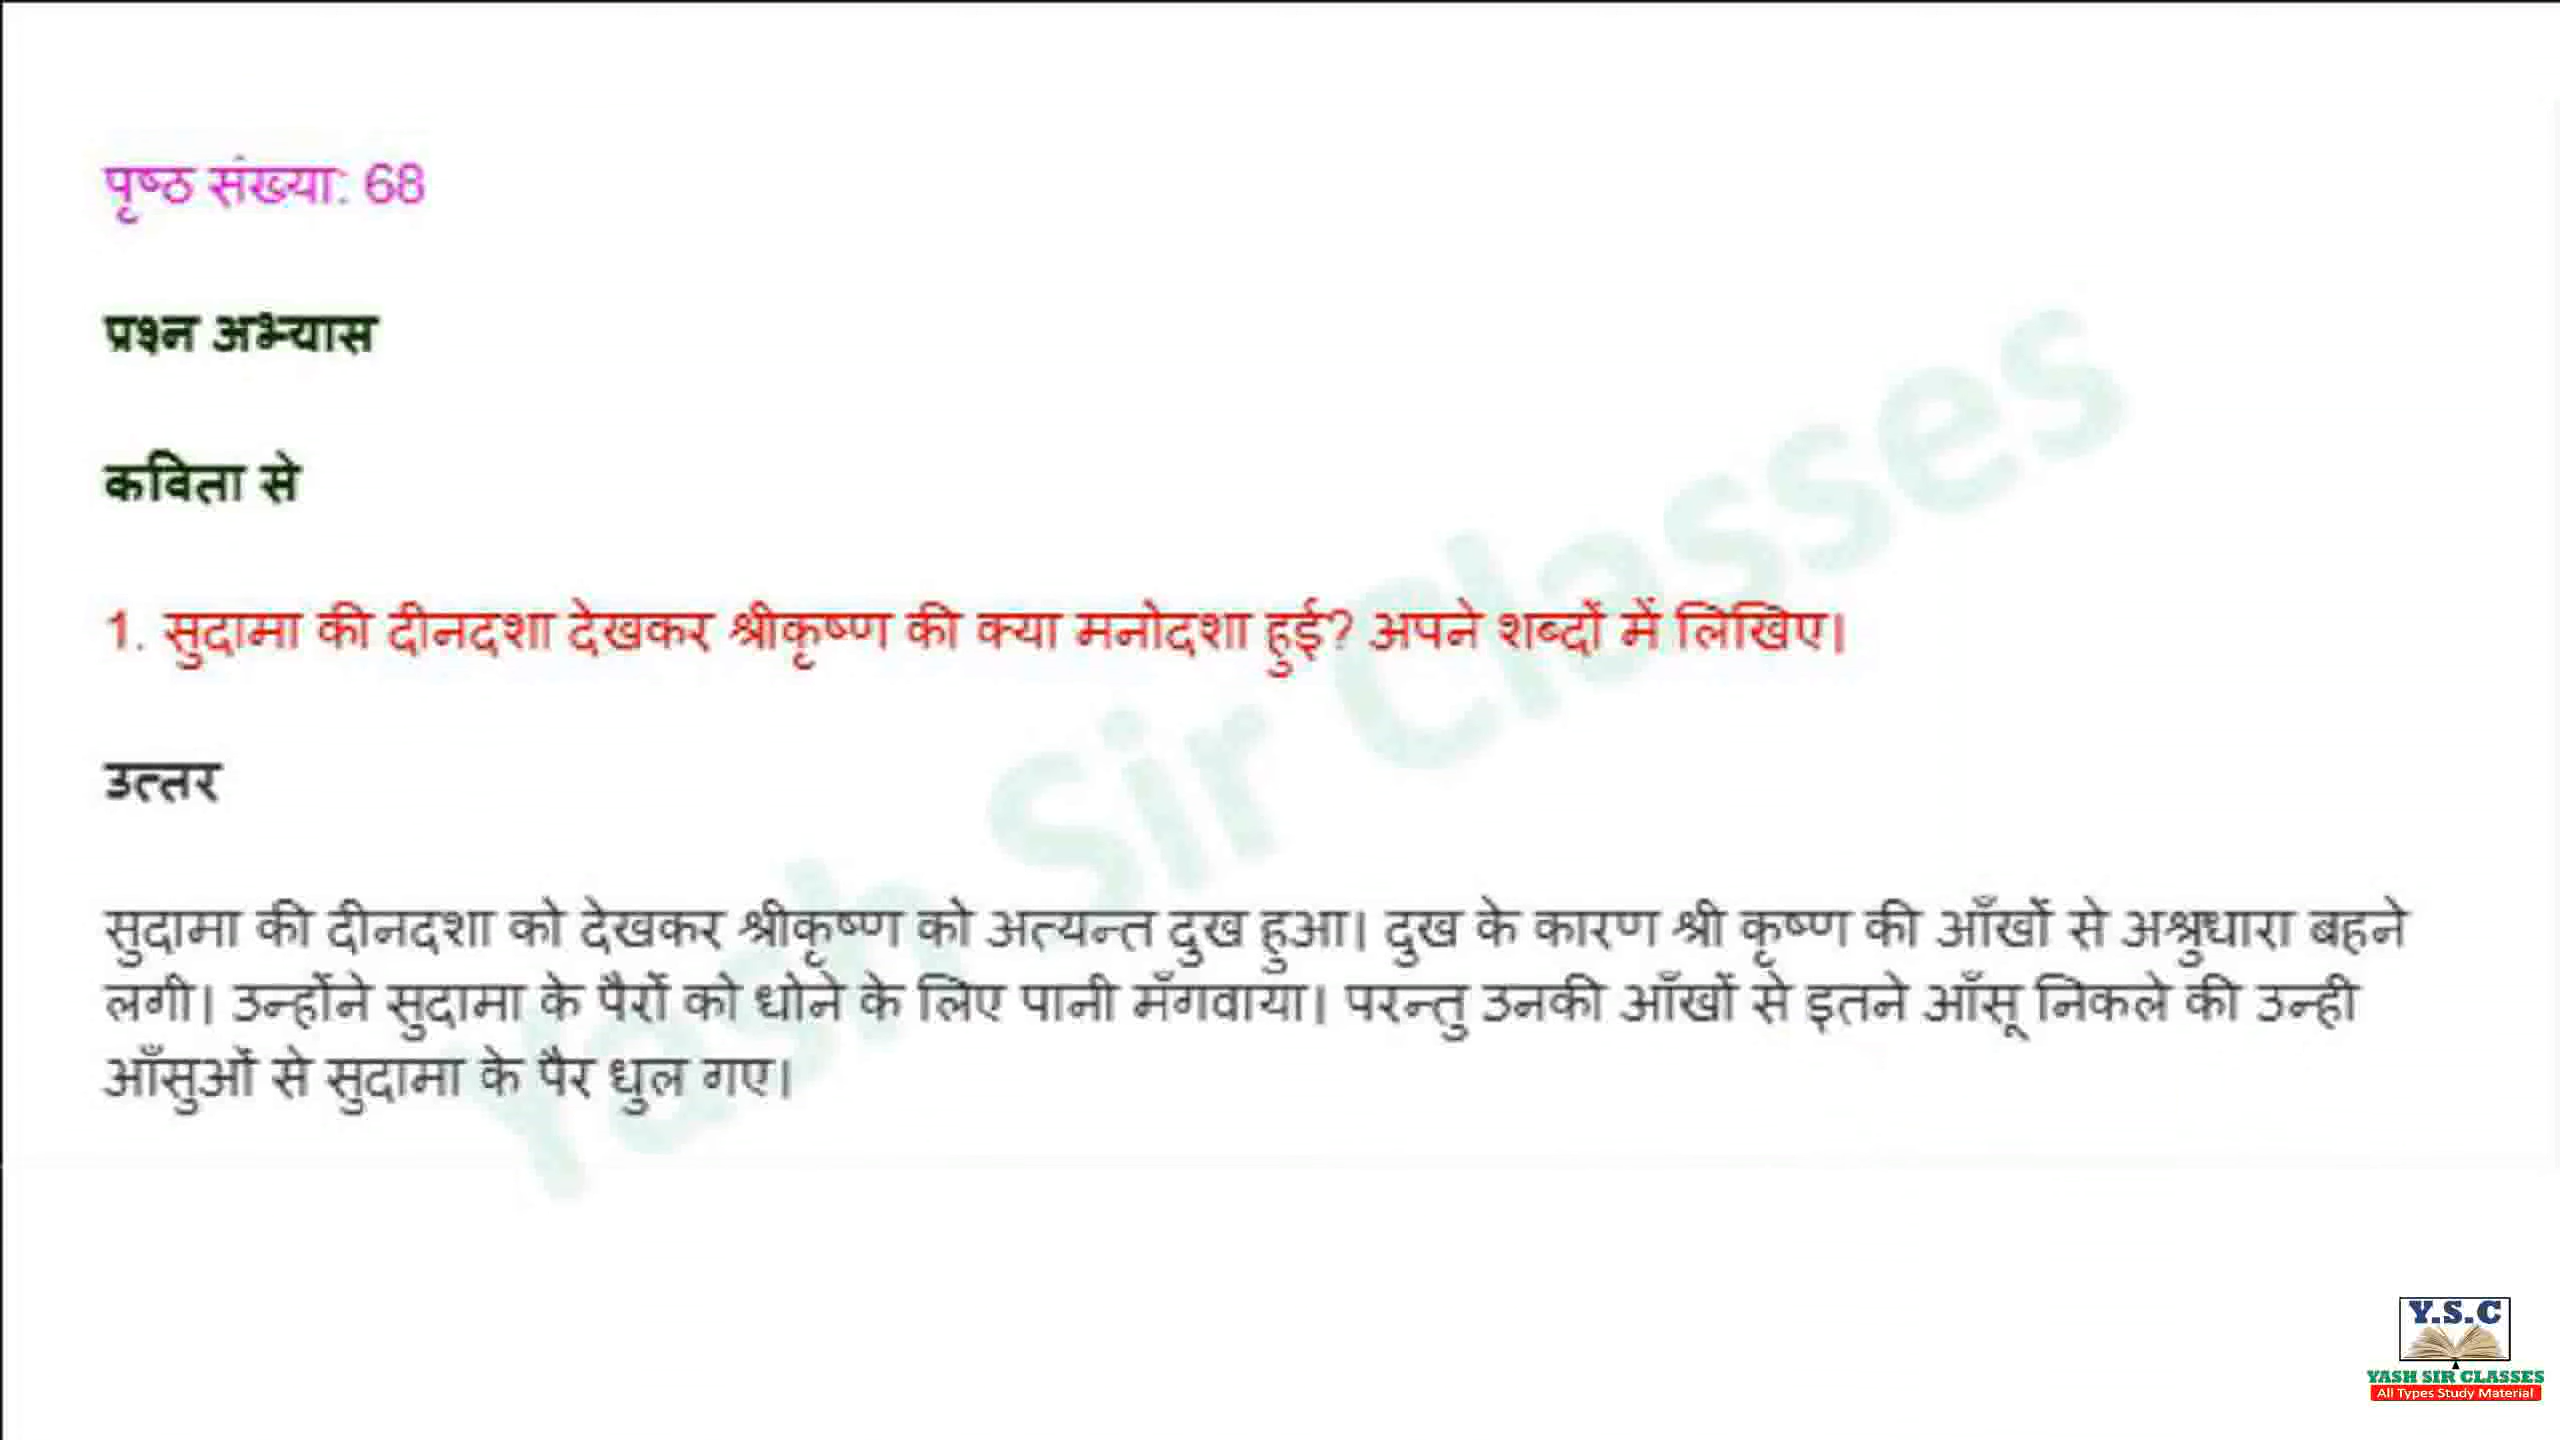 पृष्ठ संख्या: 68
प्रश्न अभ्यास
कविता से
1. सुदामा की दीनदशा देखकर श्रीकृष्ण की क्या मनोदशा हुई? अपने शब्दों में लिखिए।
उत्तर
सुदामा की दीनदशा को देखकर श्रीकृष्ण को अत्यन्त दुख हुआ। दुख के कारण श्री कृष्ण की आँखों से अश्रुधारा बहने
लगी। उन्होंने सुदामा के पैरों को धोने के लिए पानी मँगवाया। परन्तु उनकी आँखों से इतने आँसू निकले की उन्ही
आँसुओं से सुदामा के पैर धुल गए।
Yash Sir Classes
Y.S.C
YASH SIR CLASSES
All Types Study Material